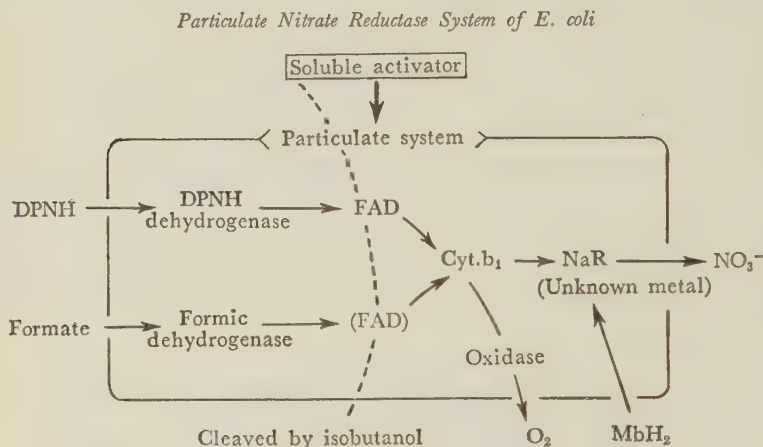 Particulate Nitrate Reductase System of E. coli
Soluble activator
Particulate system
DPNH
DPNH
dehydrogenase
FAD
Cyt.b₁
NaR
NO₃⁻
(Unknown metal)
Formate
Formic
dehydrogenase
(FAD)
Oxidase
Cleaved by isobutanol
O₂
MbH₂